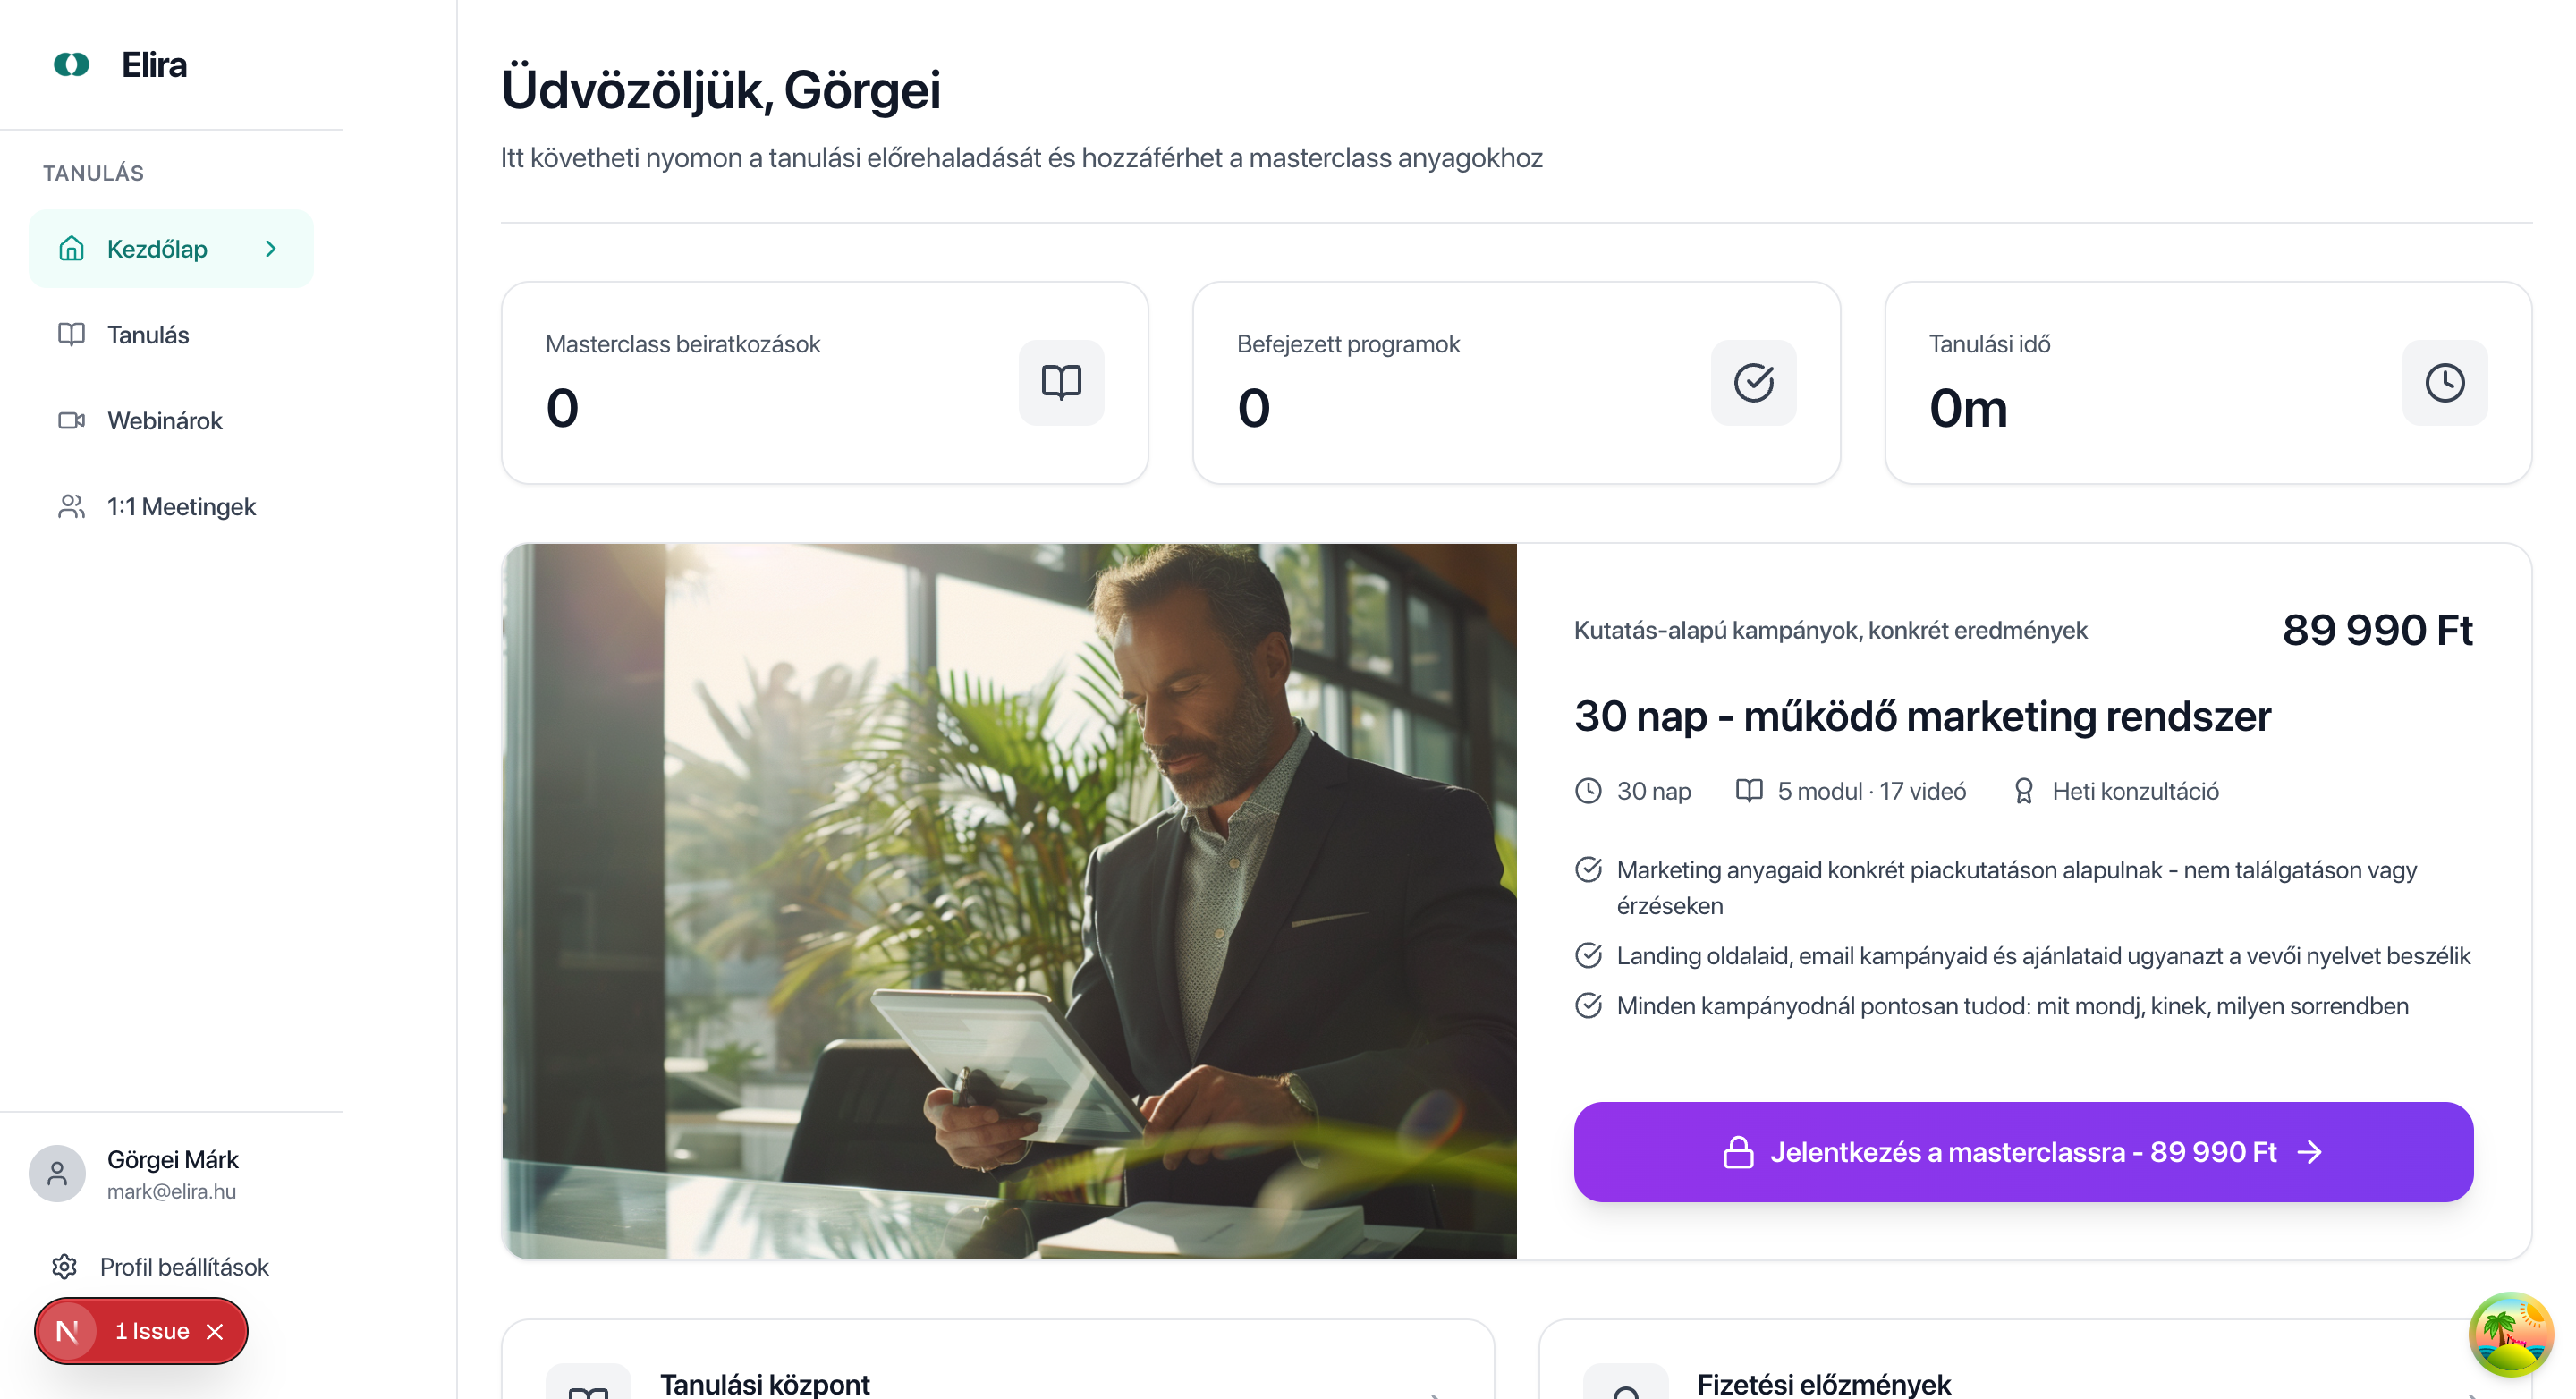 Elira
TANULÁS
Kezdőlap
Tanulás
Webinárok
1:1 Meetingek
Görgei Márk
mark@elira.hu
Profil beállítások
N
1 Issue
Üdvözöljük, Görgei
Itt követheti nyomon a tanulási előrehaladását és hozzáférhet a masterclass anyagokhoz
Masterclass beiratkozások
0
Befejezett programok
0
Tanulási idő
0m
Kutatás-alapú kampányok, konkrét eredmények
89 990 Ft
30 nap - működő marketing rendszer
30 nap
5 modul · 17 videó
Heti konzultáció
Marketing anyagaid konkrét piackutatáson alapulnak - nem találgatáson vagy
érzéseken
Landing oldalaid, email kampányaid és ajánlataid ugyanazt a vevői nyelvet beszélik
Minden kampányodnál pontosan tudod: mit mondj, kinek, milyen sorrendben
Jelentkezés a masterclassra - 89 990 Ft
Tanulási központ
Fizetési előzmények